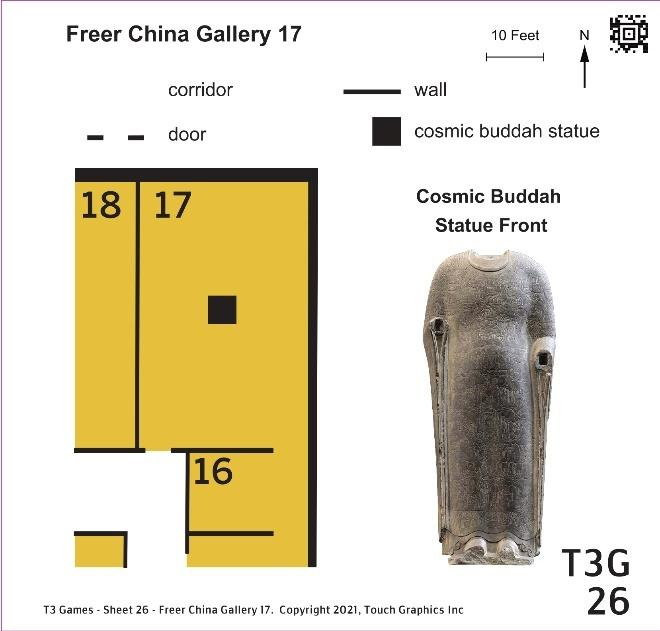 Freer China Gallery 17
10 Feet
N
corridor
wall
door
cosmic buddah statue
18
17
Cosmic Buddah
Statue Front
16
T3G
26
T3 Games - Sheet 26 - Freer China Gallery 17. Copyright 2021, Touch Graphics Inc